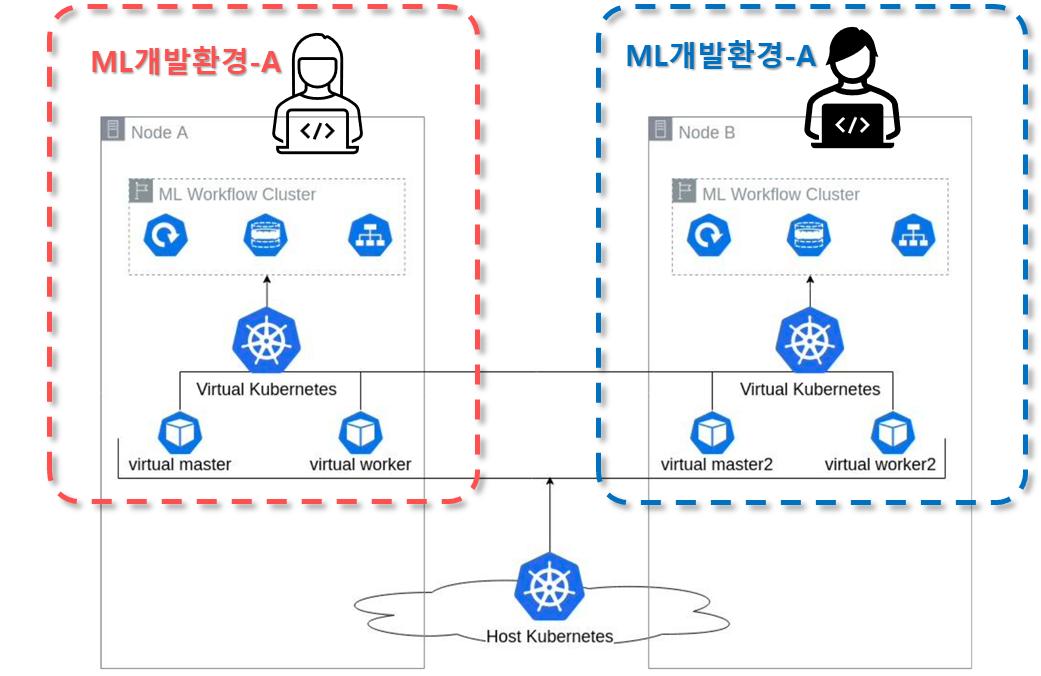 ML개발환경-A
ML개발환경-A
Node A
Node B
ML Workflow Cluster
ML Workflow Cluster
Virtual Kubernetes
Virtual Kubernetes
virtual master
virtual worker
virtual master2
virtual worker2
Host Kubernetes